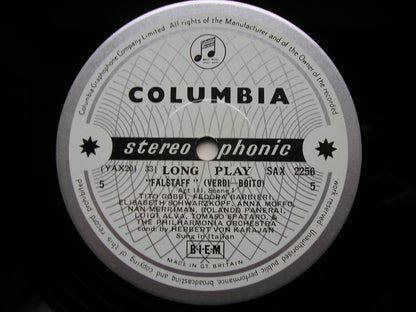 Columbia Graphophone Company Limited. All rights of the Manufacturer and of the Owner of the recorded
work reserved. Unauthorised public performance, broadcasting and copying of this record prohibited.
COLUMBIA
stereo phonic
(YAX20) 33⅓ LONG PLAY SAX 2256
"FALSTAFF" (VERDI—BOITO)
5 Act III, Scene 1 5
TITO GOBBI, FEDORA BARBIERI,
ELISABETH SCHWARZKOPF, ANNA MOFFO
NAN MERRIMAN, ROLANDO PANERAI,
LUIGI ALVA, TOMASO SPATARO, &
THE PHILHARMONIA ORCHESTRA
cond. by HERBERT VON KARAJAN
Sung in Italian
B·I·E·M
MADE IN GT. BRITAIN